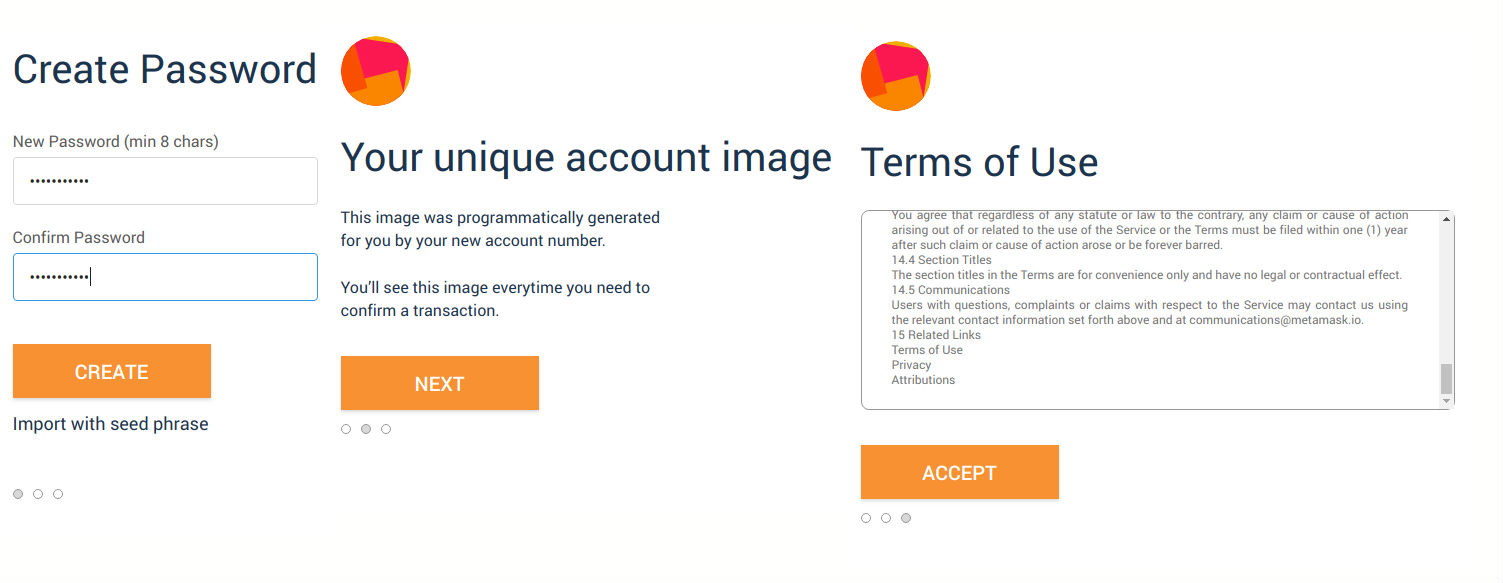 Create Password
New Password (min 8 chars)
•••••••••••
Confirm Password
•••••••••••
CREATE
Import with seed phrase
Your unique account image
This image was programmatically generated
for you by your new account number.
You’ll see this image everytime you need to
confirm a transaction.
NEXT
Terms of Use
You agree that regardless of any statute or law to the contrary, any claim or cause of action
arising out of or related to the use of the Service or the Terms must be filed within one (1) year
after such claim or cause of action arose or be forever barred.
14.4 Section Titles
The section titles in the Terms are for convenience only and have no legal or contractual effect.
14.5 Communications
Users with questions, complaints or claims with respect to the Service may contact us using
the relevant contact information set forth above and at communications@metamask.io.
15 Related Links
Terms of Use
Privacy
Attributions
ACCEPT